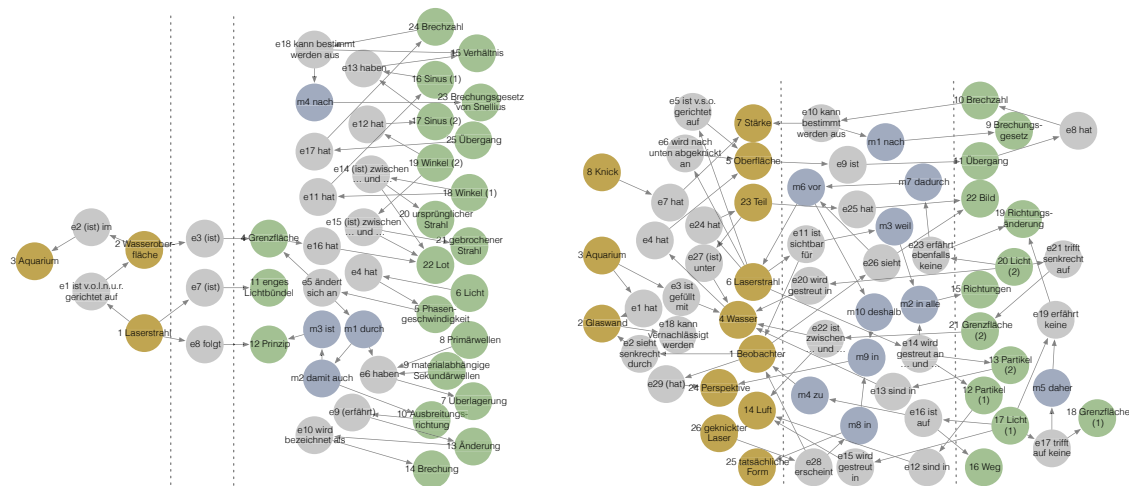 24 Brechzahl
e18 kann bestimmt
werden aus
15 Verhältnis
e13 haben
16 Sinus (1)
m4 nach
23 Brechungsgesetz
von Snellius
17 Sinus (2)
e12 hat
25 Übergang
e17 hat
19 Winkel (2)
e14 (ist) zwischen
... und ...
18 Winkel (1)
e11 hat
20 ursprünglicher
Strahl
e15 (ist) zwischen
... und ...
21 gebrochener
Strahl
e2 (ist) im
2 Wasserober-
fläche
e3 (ist)
4 Grenzfläche
e16 hat
3 Aquarium
22 Lot
e4 hat
e1 ist v.o.l.n.u.r.
gerichtet auf
e7 (ist)
11 enges
Lichtbündel
e5 ändert
sich an
6 Licht
5 Phasen-
geschwindigkeit
1 Laserstrahl
e8 folgt
12 Prinzip
m3 ist
m1 durch
8 Primärwellen
9 materialabhängige
Sekundärwellen
m2 damit auch
e6 haben
7 Überlagerung
e9 (erfährt)
10 Ausbreitungs-
richtung
e10 wird
bezeichnet als
13 Änderung
14 Brechung
e5 ist v.s.o.
gerichtet
auf
7 Stärke
e10 kann
bestimmt
werden aus
10 Brechzahl
9 Brechungs-
gesetz
e8 hat
e6 wird nach
unten abgeknickt
an
m1 nach
5 Oberfläche
e9 ist
11 Übergang
8 Knick
m6 vor
m7 dadurch
e7 hat
22 Bild
23 Teil
e25 hat
19 Richtungs-
änderung
e24 hat
m3 weil
e4 hat
e11 ist
sichtbar
für
e23 erfährt
ebenfalls
keine
e21 trifft
senkrecht
auf
3 Aquarium
e27 (ist)
unter
e26 sieht
20 Licht
(2)
e3 ist
gefüllt
mit
6 Laserstrahl
e20 wird
gestreut in
15 Richtungen
m2 in alle
e1 hat
m10 deshalb
e19 erfährt
keine
2 Glaswand
e18 kann
vernachlässigt
werden
4 Wasser
e22 ist
zwischen
... und ...
21 Grenzfläche
(2)
e2 sieht
senkrecht
durch
1 Beobachter
e14 wird
gestreut an
... und ...
m9 in
13 Partikel
(2)
e29 (hat)
24 Perspektive
m4 zu
e13 sind in
12 Partikel
(1)
m5 daher
14 Luft
e16 ist
auf
17 Licht
(1)
18 Grenzfläche
(1)
26 geknickter
Laser
m8 in
e17 trifft
auf keine
25 tatsächliche
Form
e28
erscheint
e15 wird
gestreut
in
e12 sind in
16 Weg